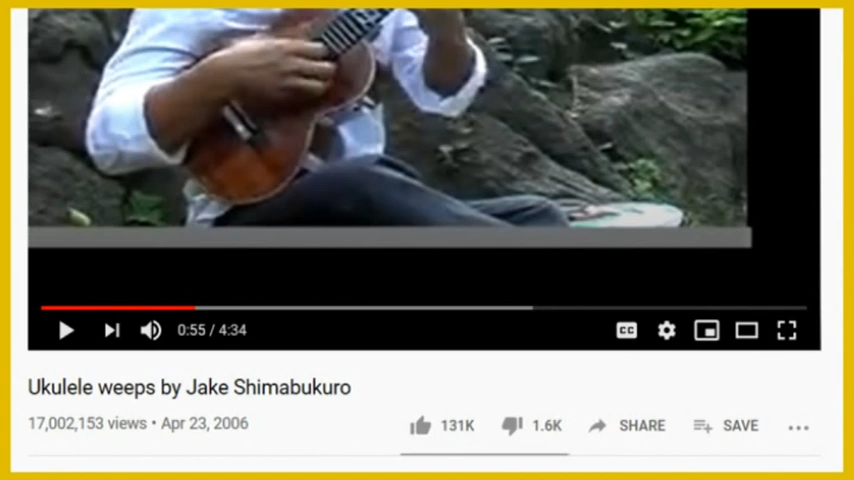 0:55 / 4:34
CC
Ukulele weeps by Jake Shimabukuro
17,002,153 views • Apr 23, 2006
131K
1.6K
SHARE
SAVE